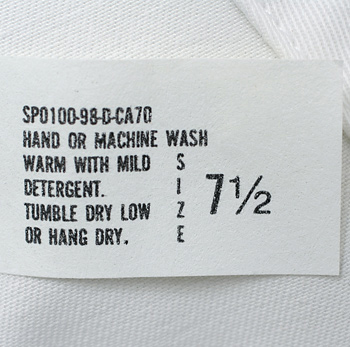 SP0100-98-D-CA70
HAND OR MACHINE WASH
WARM WITH MILD
DETERGENT.
TUMBLE DRY LOW
OR HANG DRY.
SIZE
7½